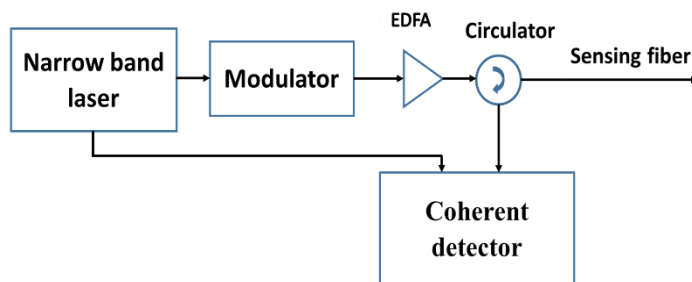 EDFA
Circulator
Sensing fiber
Narrow band
laser
Modulator
Coherent
detector